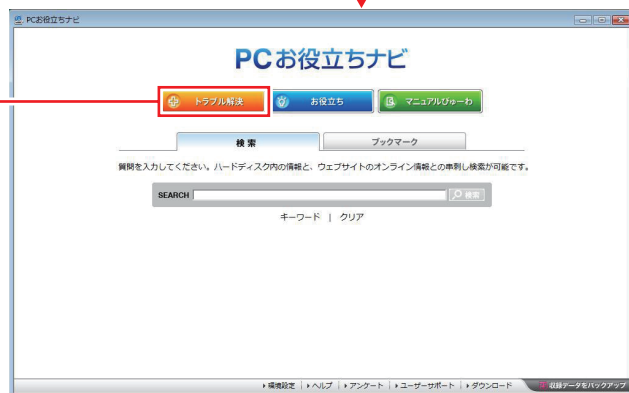 PCお役立ちナビ
PCお役立ちナビ
トラブル解決 お役立ち マニュアルびゅーわ
検索 ブックマーク
質問を入力してください。ハードディスク内の情報と、ウェブサイトのオンライン情報との串刺し検索が可能です。
SEARCH 検索
キーワード | クリア
環境設定 | ヘルプ | アンケート | ユーザーサポート | ダウンロード 収録データをバックアップ